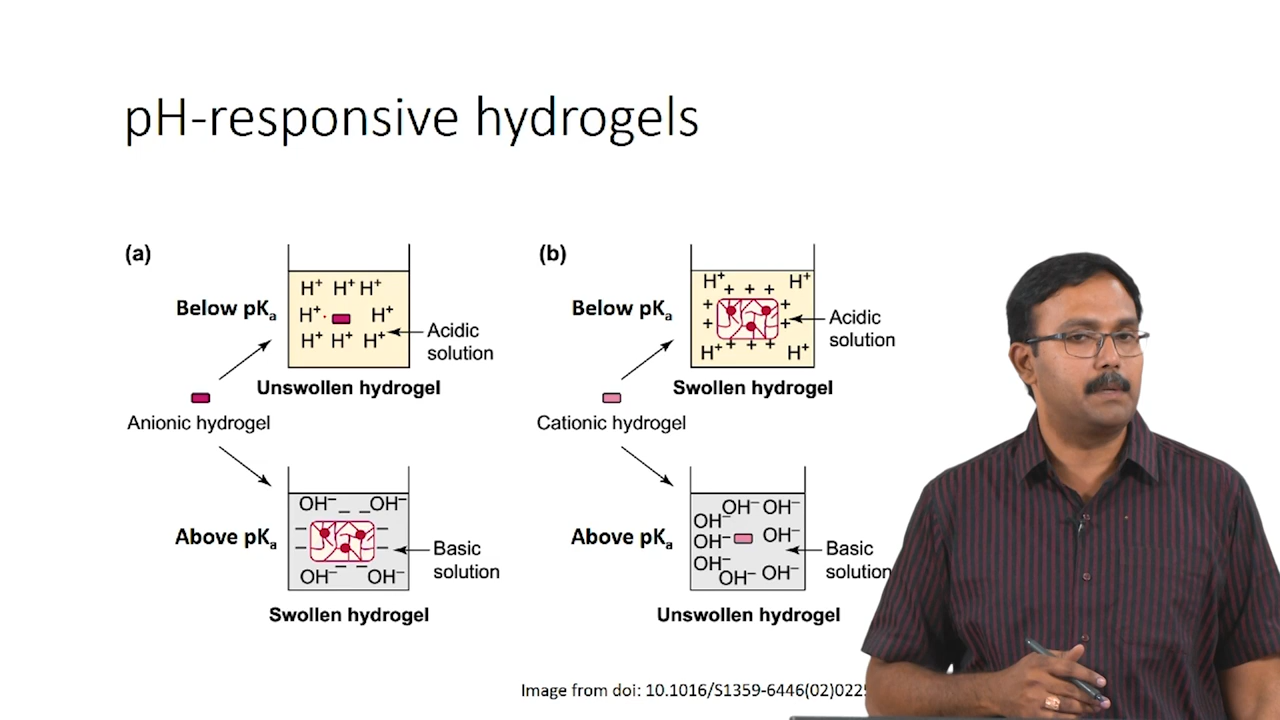 pH-responsive hydrogels
(a)
Below pKa
H+ H+ H+
H+ H+
H+ H+ H+
Acidic
solution
Unswollen hydrogel
Anionic hydrogel
OH− − − OH−
− −
− −
− −
OH− OH−
Above pKa
Basic
solution
Swollen hydrogel
(b)
Below pKa
H+ H+
+ + +
+ +
+ +
+ + +
H+ H+
Acidic
solution
Swollen hydrogel
Cationic hydrogel
Above pKa
OH− OH−
OH−
OH− OH−
OH−
OH− OH−
Basic
solution
Unswollen hydrogel
Image from doi: 10.1016/S1359-6446(02)022